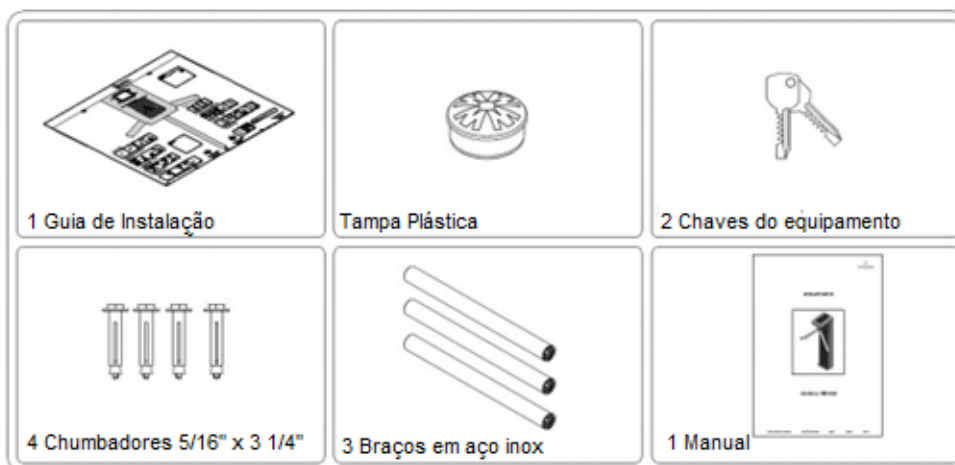 1 Guia de Instalação
Tampa Plástica
2 Chaves do equipamento
4 Chumbadores 5/16" x 3 1/4"
3 Braços em aço inox
1 Manual